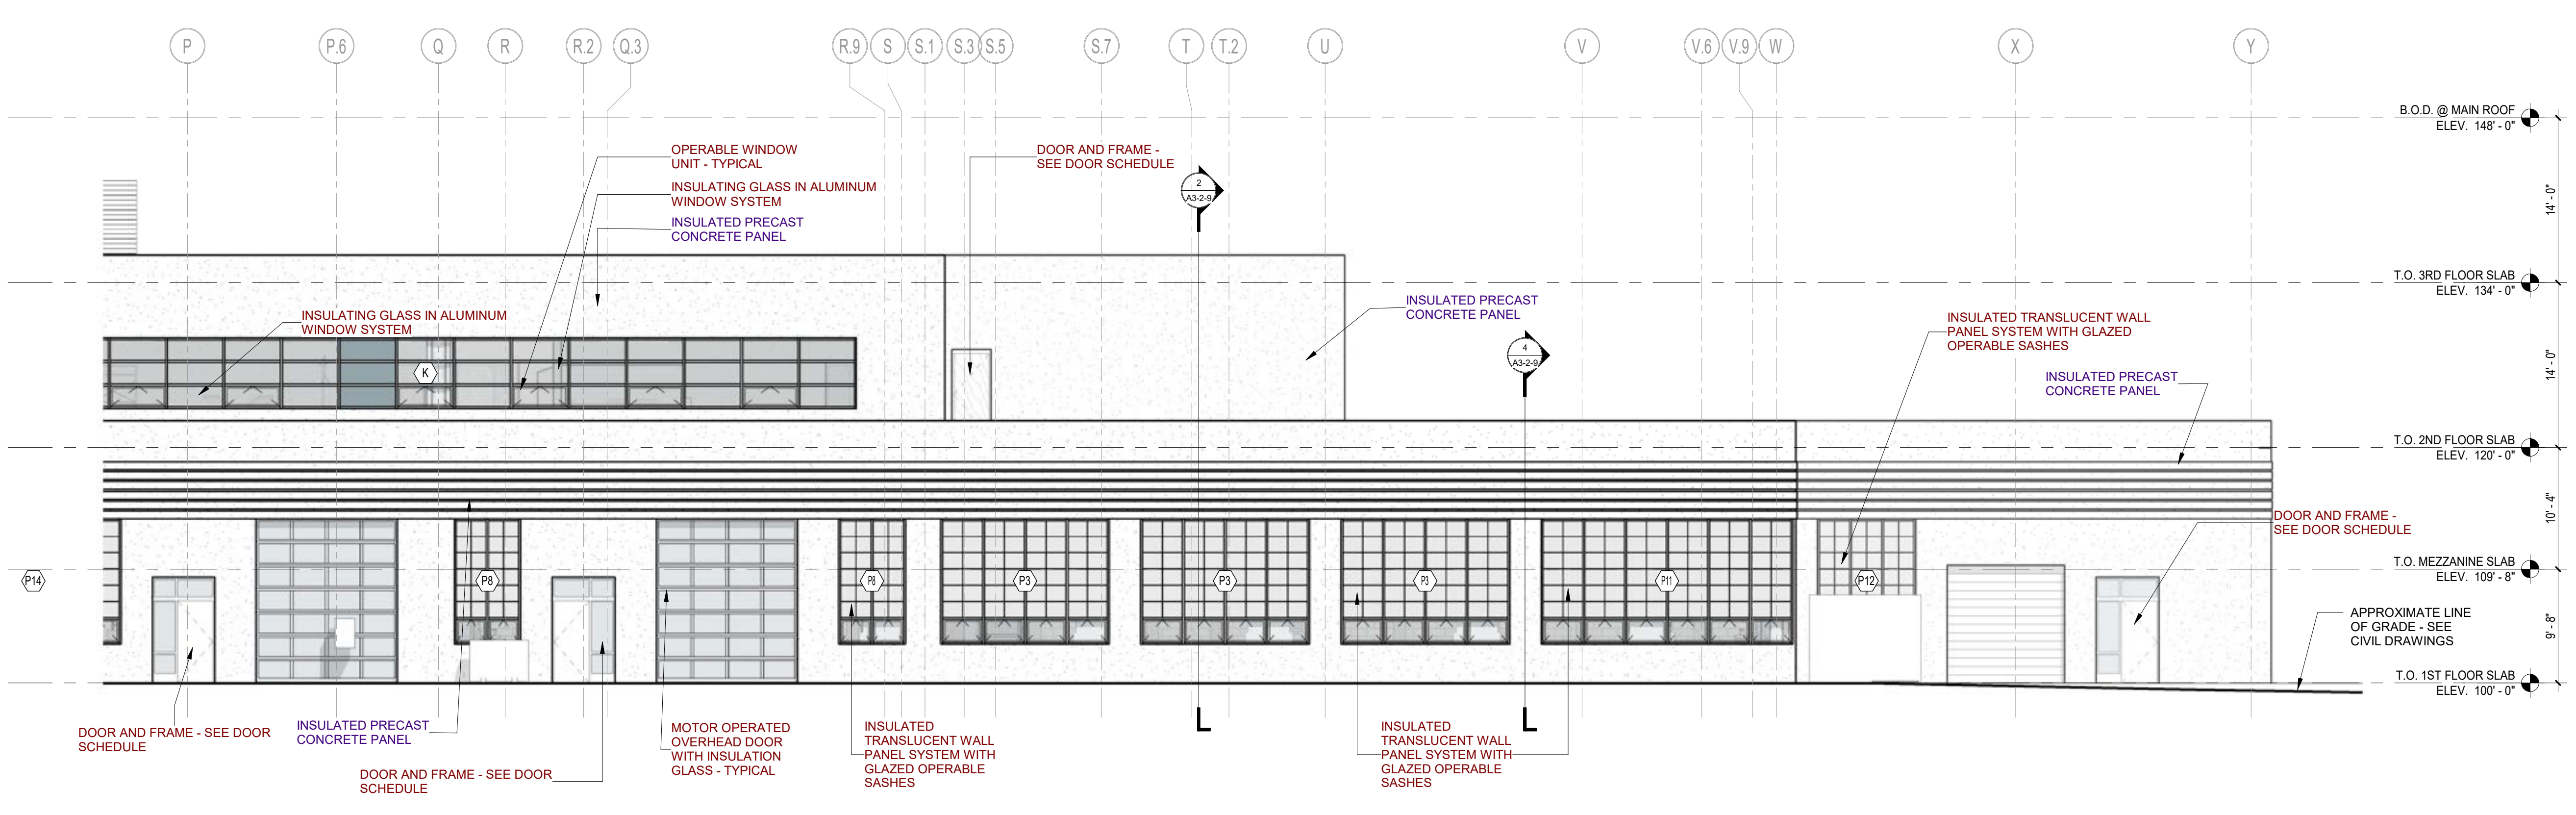 P
P.6
Q
R
R.2
Q.3
R.9
S
S.1
S.3
S.5
S.7
T
T.2
U
V
V.6
V.9
W
X
Y
B.O.D. @ MAIN ROOF
ELEV. 148' - 0"
OPERABLE WINDOW
UNIT - TYPICAL
DOOR AND FRAME -
SEE DOOR SCHEDULE
2
A3-2-9
14' - 0"
INSULATING GLASS IN ALUMINUM
WINDOW SYSTEM
INSULATED PRECAST
CONCRETE PANEL
T.O. 3RD FLOOR SLAB
ELEV. 134' - 0"
INSULATED PRECAST
CONCRETE PANEL
INSULATING GLASS IN ALUMINUM
WINDOW SYSTEM
INSULATED TRANSLUCENT WALL
PANEL SYSTEM WITH GLAZED
OPERABLE SASHES
4
A3-2-9
14' - 0"
K
INSULATED PRECAST
CONCRETE PANEL
T.O. 2ND FLOOR SLAB
ELEV. 120' - 0"
10' - 4"
DOOR AND FRAME -
SEE DOOR SCHEDULE
T.O. MEZZANINE SLAB
ELEV. 109' - 8"
P14
P8
P8
P3
P3
P3
P11
P12
APPROXIMATE LINE
OF GRADE - SEE
CIVIL DRAWINGS
9' - 8"
T.O. 1ST FLOOR SLAB
ELEV. 100' - 0"
DOOR AND FRAME - SEE DOOR
SCHEDULE
INSULATED PRECAST
CONCRETE PANEL
DOOR AND FRAME - SEE DOOR
SCHEDULE
MOTOR OPERATED
OVERHEAD DOOR
WITH INSULATION
GLASS - TYPICAL
INSULATED
TRANSLUCENT WALL
PANEL SYSTEM WITH
GLAZED OPERABLE
SASHES
INSULATED
TRANSLUCENT WALL
PANEL SYSTEM WITH
GLAZED OPERABLE
SASHES